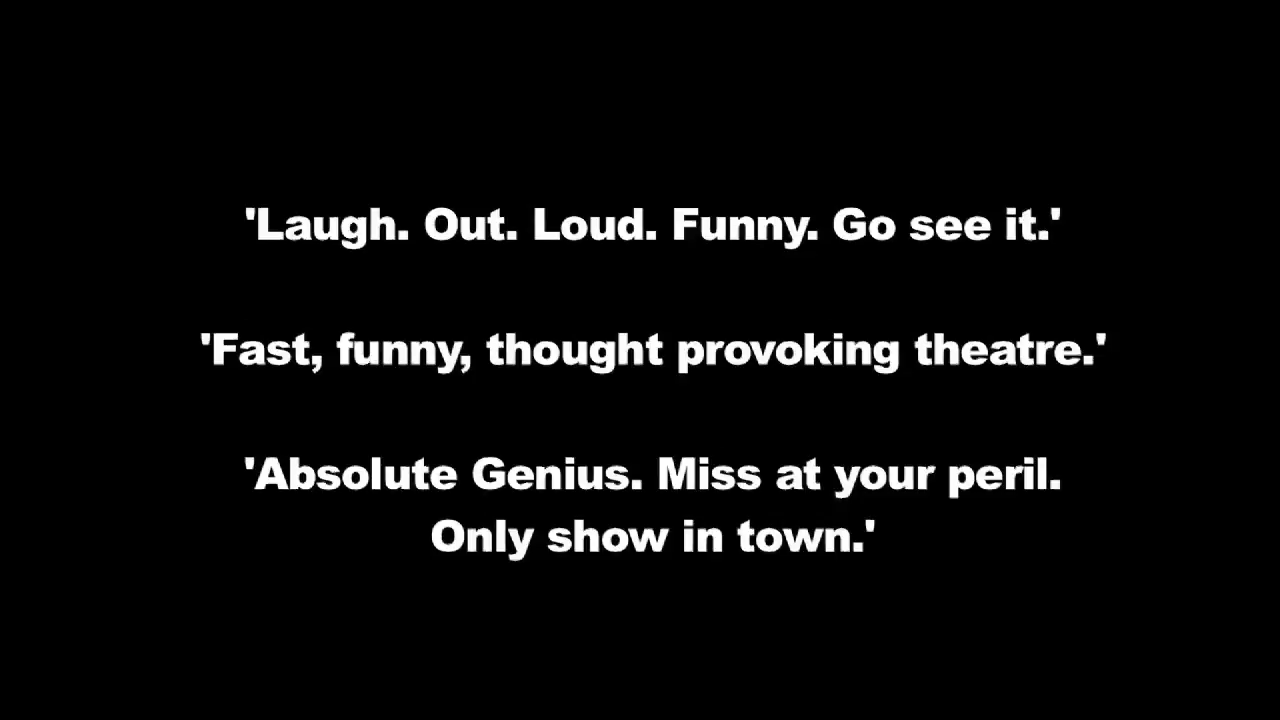 'Laugh. Out. Loud. Funny. Go see it.'
'Fast, funny, thought provoking theatre.'
'Absolute Genius. Miss at your peril.
Only show in town.'